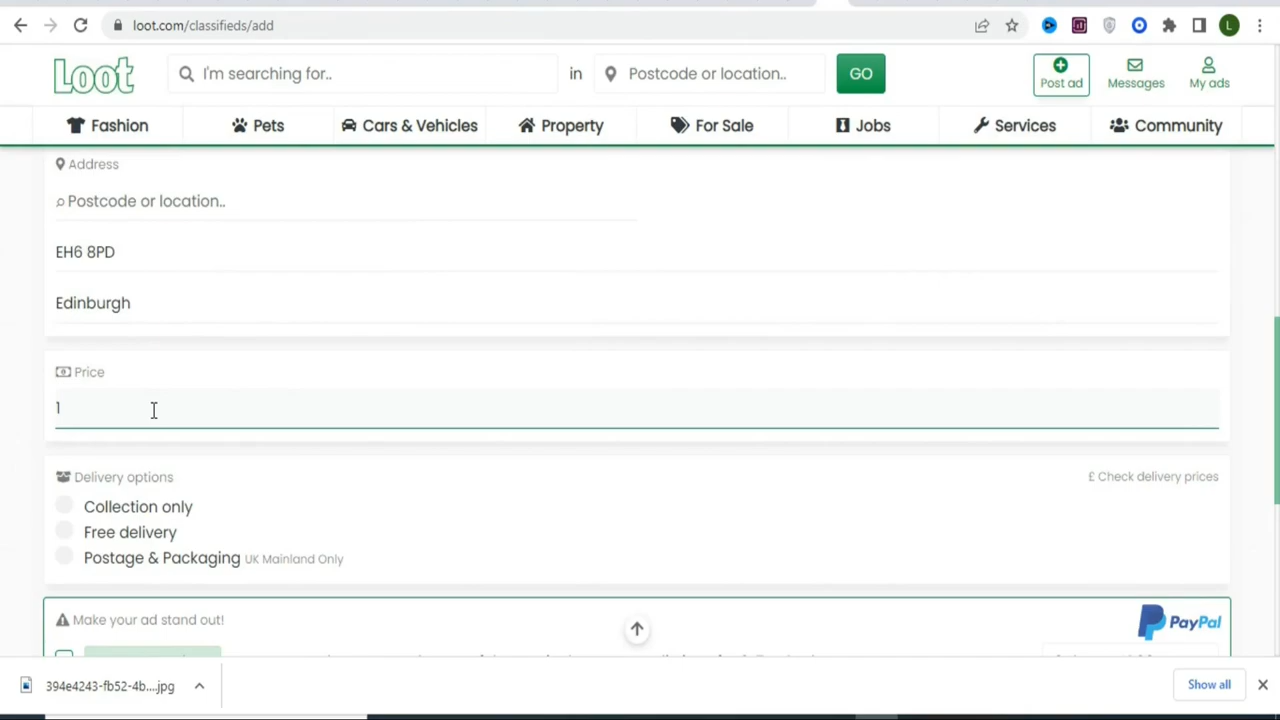 loot.com/classifieds/add
L
Loot
I'm searching for..
in
Postcode or location..
GO
Post ad
Messages
My ads
Fashion
Pets
Cars & Vehicles
Property
For Sale
Jobs
Services
Community
Address
Postcode or location..
EH6 8PD
Edinburgh
Price
1
Delivery options
£ Check delivery prices
Collection only
Free delivery
Postage & Packaging UK Mainland Only
Make your ad stand out!
PayPal
394e4243-fb52-4b....jpg
Show all